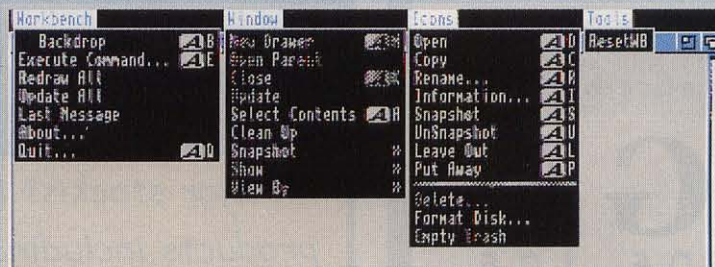 Workbench
Backdrop A B
Execute Command... A E
Redraw All
Update All
Last Message
About...
Quit... A Q
Window
New Drawer A N
Open Parent
Close A K
Update
Select Contents A A
Clean Up
Snapshot »
Show »
View By »
Icons
Open A O
Copy A C
Rename... A R
Information... A I
Snapshot A S
UnSnapshot A U
Leave Out A L
Put Away A P
Delete...
Format Disk...
Empty Trash
Tools
ResetWB
G